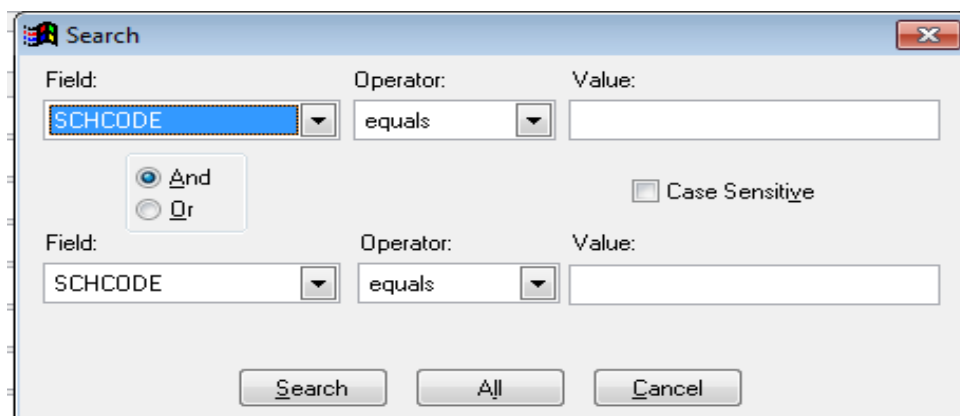 Search
Field: Operator: Value:
SCHCODE equals
And
Case Sensitive
Or
Field: Operator: Value:
SCHCODE equals
Search All Cancel